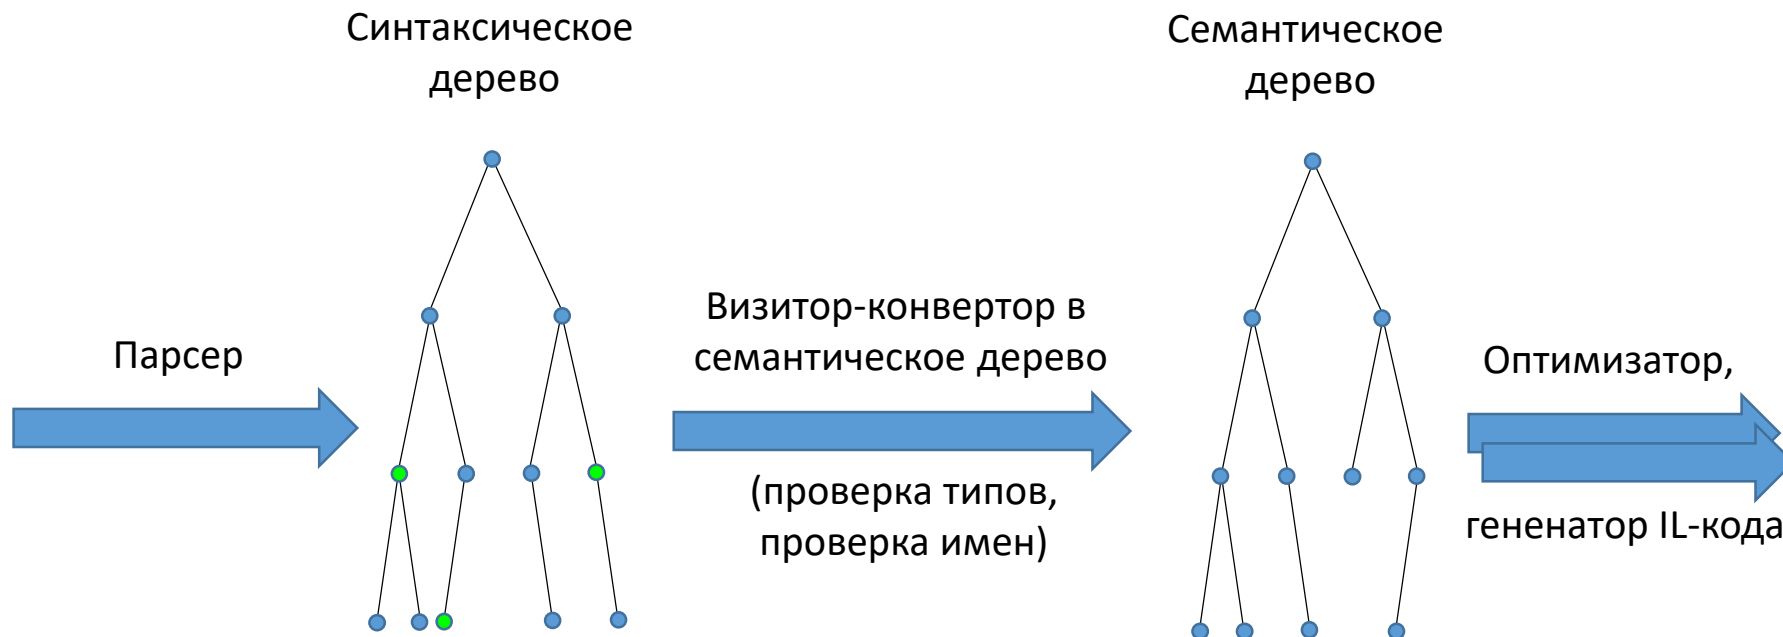 Синтаксическое
дерево
Семантическое
дерево
Парсер
Визитор-конвертор в
семантическое дерево
(проверка типов,
проверка имен)
Оптимизатор,
гененатор IL-кода